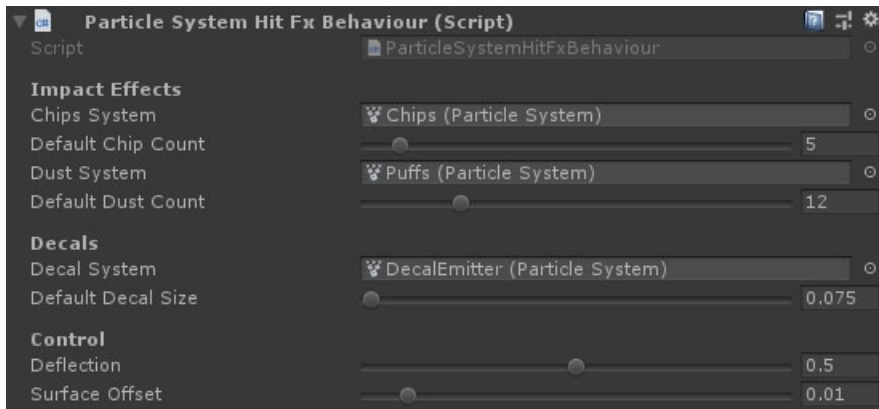 Particle System Hit Fx Behaviour (Script)
Script ParticleSystemHitFxBehaviour
Impact Effects
Chips System Chips (Particle System)
Default Chip Count 5
Dust System Puffs (Particle System)
Default Dust Count 12
Decals
Decal System DecalEmitter (Particle System)
Default Decal Size 0.075
Control
Deflection 0.5
Surface Offset 0.01